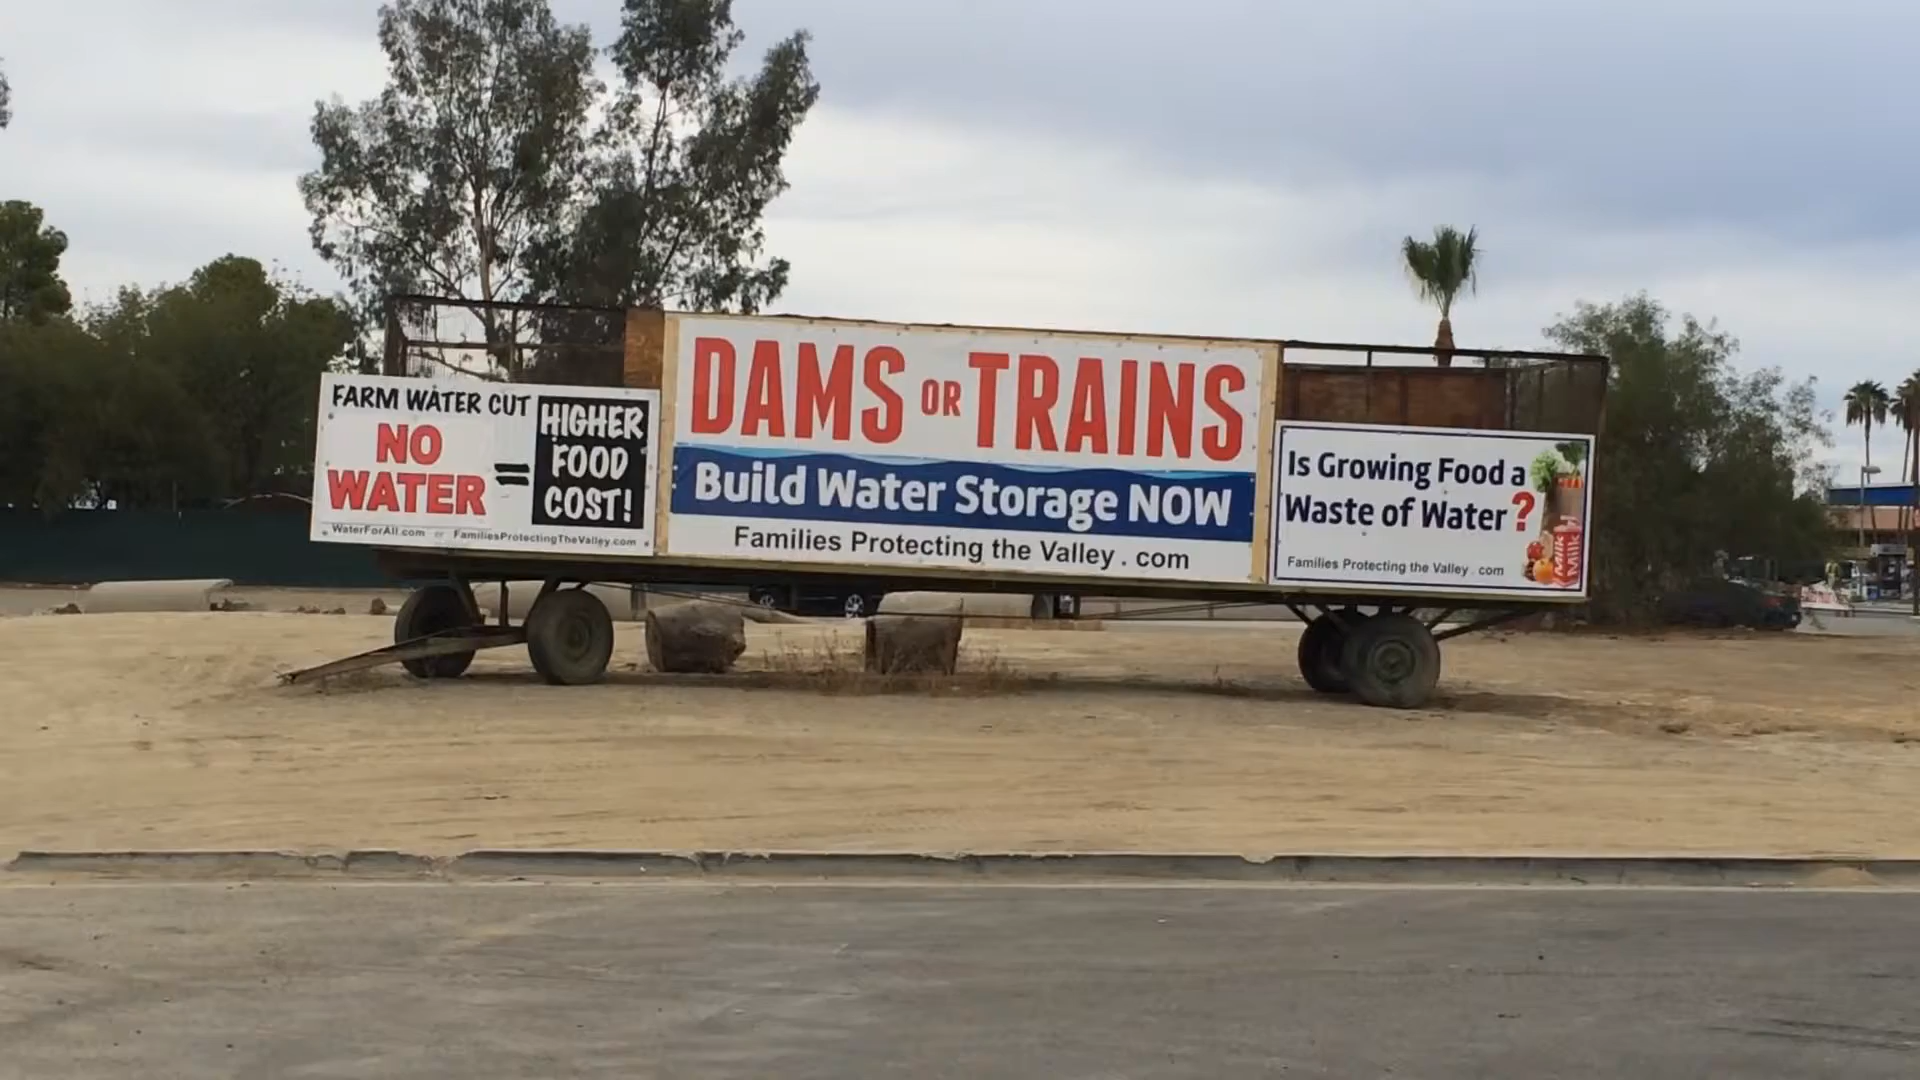 FARM WATER CUT
NO
WATER
=
HIGHER
FOOD
COST!
WaterForAll.com or FamiliesProtectingTheValley.com
DAMS OR TRAINS
Build Water Storage NOW
Families Protecting the Valley . com
Is Growing Food a
Waste of Water?
Families Protecting the Valley . com
Milk
Milk